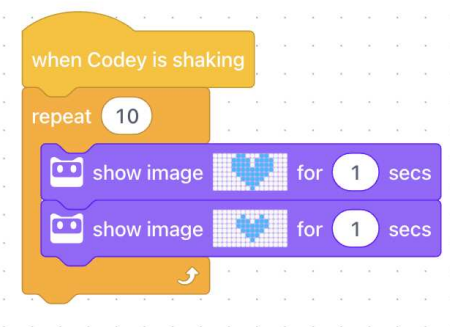 when Codey is shaking
repeat 10
show image for 1 secs
show image for 1 secs